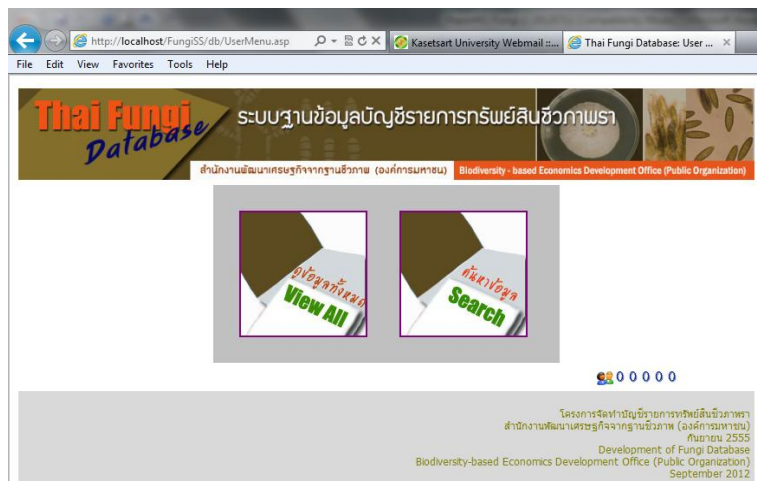 http://localhost/FungiSS/db/UserMenu.asp
Kasetsart University Webmail ::...
Thai Fungi Database: User ...
File Edit View Favorites Tools Help
Thai Fungi
Database
ระบบฐานข้อมูลบัญชีรายการทรัพย์สินชีวภาพรา
สำนักงานพัฒนาเศรษฐกิจจากฐานชีวภาพ (องค์การมหาชน)
Biodiversity - based Economics Development Office (Public Organization)
ดูข้อมูลทั้งหมด
View All
ค้นหาข้อมูล
Search
0 0 0 0 0
โครงการจัดทำบัญชีรายการทรัพย์สินชีวภาพรา
สำนักงานพัฒนาเศรษฐกิจจากฐานชีวภาพ (องค์การมหาชน)
กันยายน 2555
Development of Fungi Database
Biodiversity-based Economics Development Office (Public Organization)
September 2012